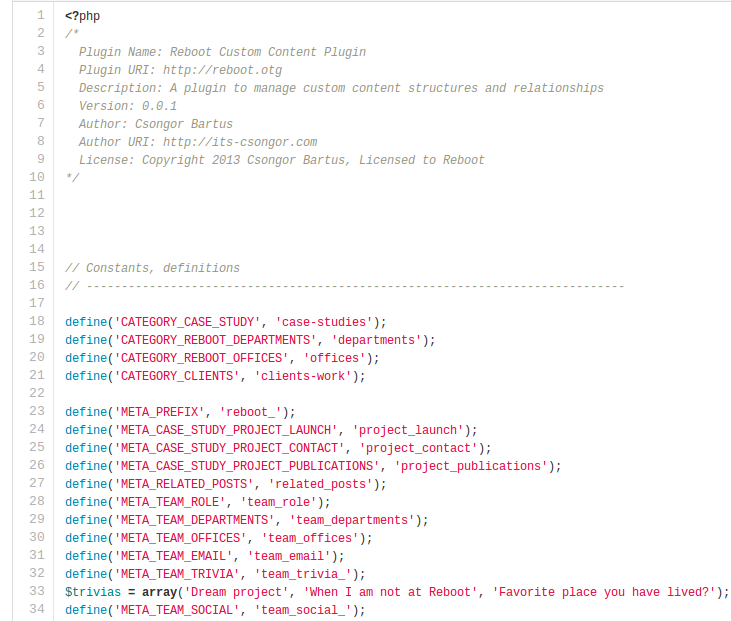 1 <?php
2 /*
3 Plugin Name: Reboot Custom Content Plugin
4 Plugin URI: http://reboot.otg
5 Description: A plugin to manage custom content structures and relationships
6 Version: 0.0.1
7 Author: Csongor Bartus
8 Author URI: http://its-csongor.com
9 License: Copyright 2013 Csongor Bartus, Licensed to Reboot
10 */
11
12
13
14
15 // Constants, definitions
16 // -----------------------------------------------------------------------------
17
18 define('CATEGORY_CASE_STUDY', 'case-studies');
19 define('CATEGORY_REBOOT_DEPARTMENTS', 'departments');
20 define('CATEGORY_REBOOT_OFFICES', 'offices');
21 define('CATEGORY_CLIENTS', 'clients-work');
22
23 define('META_PREFIX', 'reboot_');
24 define('META_CASE_STUDY_PROJECT_LAUNCH', 'project_launch');
25 define('META_CASE_STUDY_PROJECT_CONTACT', 'project_contact');
26 define('META_CASE_STUDY_PROJECT_PUBLICATIONS', 'project_publications');
27 define('META_RELATED_POSTS', 'related_posts');
28 define('META_TEAM_ROLE', 'team_role');
29 define('META_TEAM_DEPARTMENTS', 'team_departments');
30 define('META_TEAM_OFFICES', 'team_offices');
31 define('META_TEAM_EMAIL', 'team_email');
32 define('META_TEAM_TRIVIA', 'team_trivia_');
33 $trivias = array('Dream project', 'When I am not at Reboot', 'Favorite place you have lived?');
34 define('META_TEAM_SOCIAL', 'team_social_');